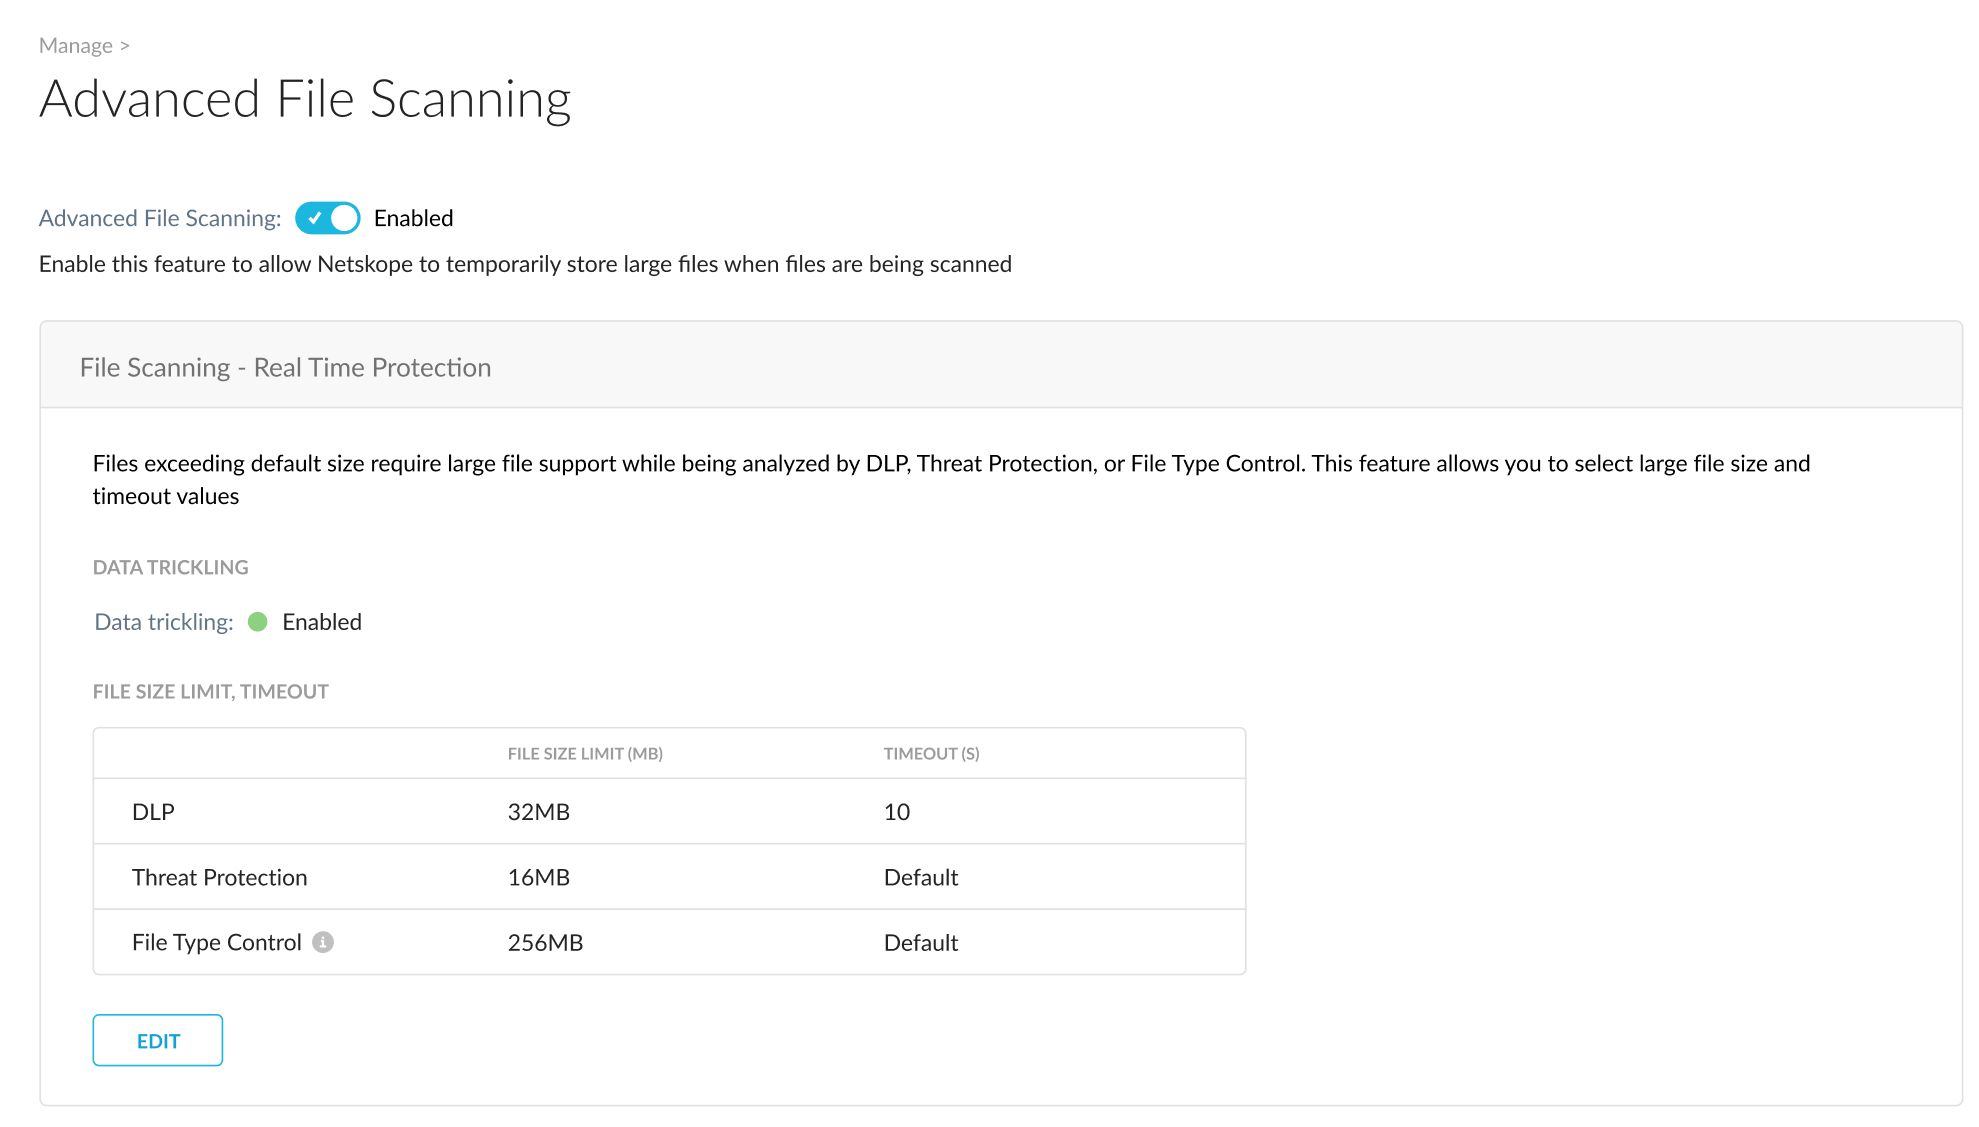 Manage >
Advanced File Scanning
Advanced File Scanning: Enabled
Enable this feature to allow Netskope to temporarily store large files when files are being scanned
File Scanning - Real Time Protection
Files exceeding default size require large file support while being analyzed by DLP, Threat Protection, or File Type Control. This feature allows you to select large file size and
timeout values
DATA TRICKLING
Data trickling: Enabled
FILE SIZE LIMIT, TIMEOUT
FILE SIZE LIMIT (MB) TIMEOUT (S)
DLP 32MB 10
Threat Protection 16MB Default
File Type Control i 256MB Default
EDIT